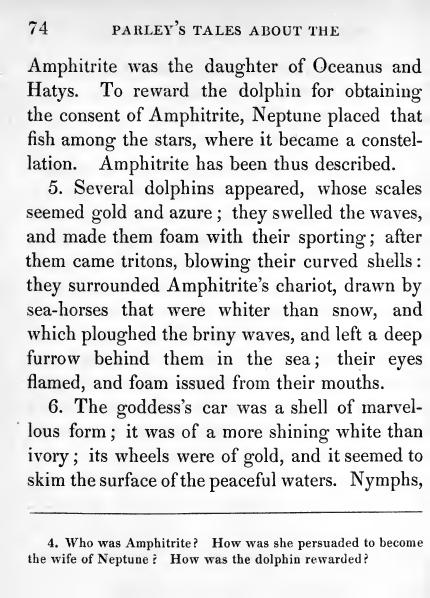 74 PARLEY'S TALES ABOUT THE
Amphitrite was the daughter of Oceanus and
Hatys. To reward the dolphin for obtaining
the consent of Amphitrite, Neptune placed that
fish among the stars, where it became a constel-
lation. Amphitrite has been thus described.
5. Several dolphins appeared, whose scales
seemed gold and azure; they swelled the waves,
and made them foam with their sporting; after
them came tritons, blowing their curved shells:
they surrounded Amphitrite's chariot, drawn by
sea-horses that were whiter than snow, and
which ploughed the briny waves, and left a deep
furrow behind them in the sea; their eyes
flamed, and foam issued from their mouths.
6. The goddess's car was a shell of marvel-
lous form; it was of a more shining white than
ivory; its wheels were of gold, and it seemed to
skim the surface of the peaceful waters. Nymphs,
4. Who was Amphitrite? How was she persuaded to become
the wife of Neptune? How was the dolphin rewarded?